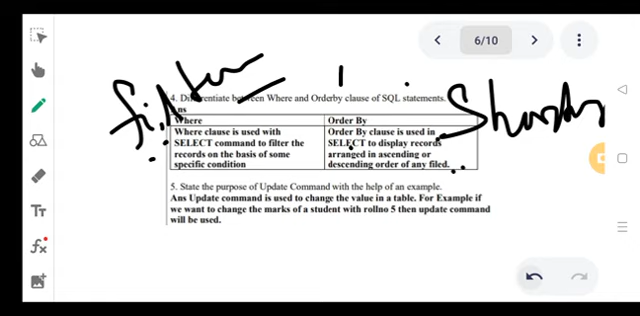 6/10
Filter
4. Differentiate between Where and Orderby clause of SQL statements.
Ans
Where
Order By
Where clause is used with
SELECT command to filter the
records on the basis of some
specific condition
Order By clause is used in
SELECT to display records
arranged in ascending or
descending order of any filed.
5. State the purpose of Update Command with the help of an example.
Ans Update command is used to change the value in a table. For Example if
we want to change the marks of a student with rollno 5 then update command
will be used.
Tт
fx